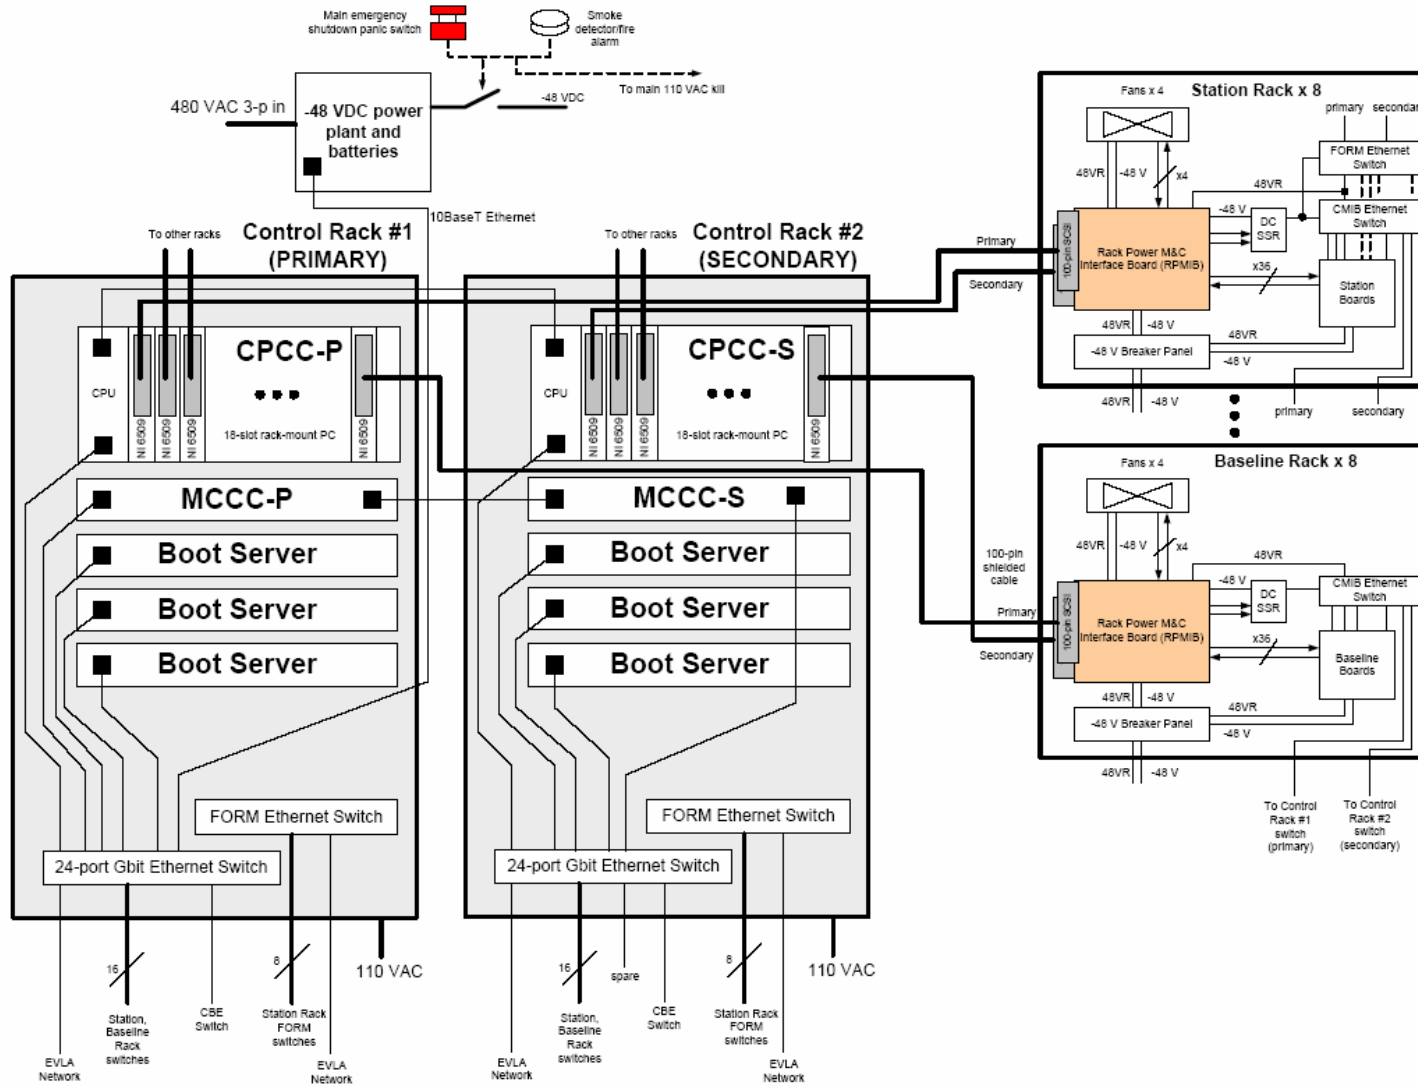 Main emergency
shutdown panic switch
Smoke
detector/fire
alarm
To main 110 VAC kill
480 VAC 3-p in
-48 VDC power
plant and
batteries
-48 VDC
10BaseT Ethernet
To other racks
Control Rack #1
(PRIMARY)
CPU
NI 6509
NI 6509
NI 6509
CPCC-P
18-slot rack-mount PC
NI 6509
MCCC-P
Boot Server
Boot Server
Boot Server
FORM Ethernet Switch
24-port Gbit Ethernet Switch
16
8
110 VAC
Station,
Baseline
Rack
switches
CBE
Switch
Station Rack
FORM
switches
EVLA
Network
EVLA
Network
To other racks
Control Rack #2
(SECONDARY)
CPU
NI 6509
NI 6509
NI 6509
CPCC-S
18-slot rack-mount PC
NI 6509
MCCC-S
Boot Server
Boot Server
Boot Server
FORM Ethernet Switch
24-port Gbit Ethernet Switch
16
spare
8
110 VAC
Station,
Baseline
Rack
switches
CBE
Switch
Station Rack
FORM
switches
EVLA
Network
EVLA
Network
Fans x 4
Station Rack x 8
primary
FORM Ethernet
Switch
48VR
-48 V
x4
48VR
-48 V
DC
SSR
CMIB Ethernet
Switch
Primary
Secondary
100-pin SCSI
Rack Power M&C
Interface Board (RPMIB)
x36
Station
Boards
48VR
-48 V
-48 V Breaker Panel
48VR
-48 V
48VR
-48 V
primary
secondary
Fans x 4
Baseline Rack x 8
48VR
-48 V
x4
48VR
-48 V
DC
SSR
CMIB Ethernet
Switch
100-pin
shielded
cable
Primary
Secondary
100-pin SCSI
Rack Power M&C
Interface Board (RPMIB)
x36
Baseline
Boards
48VR
-48 V
-48 V Breaker Panel
48VR
-48 V
48VR
-48 V
To Control
Rack #1
switch
(primary)
To Control
Rack #2
switch
(secondary)